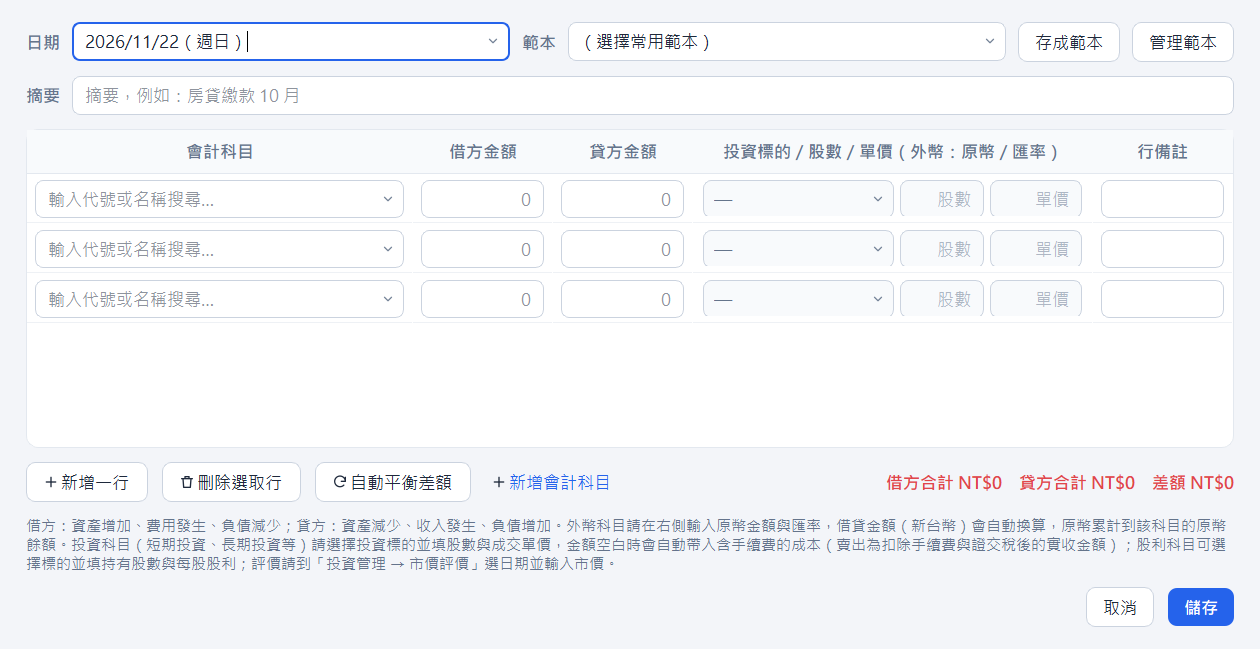 日期 2026/11/22（週日） 範本 （選擇常用範本） 存成範本 管理範本
摘要 摘要，例如：房貸繳款 10 月
會計科目 借方金額 貸方金額 投資標的 / 股數 / 單價（外幣：原幣 / 匯率） 行備註
輸入代號或名稱搜尋... 0 0 — 股數 單價
輸入代號或名稱搜尋... 0 0 — 股數 單價
輸入代號或名稱搜尋... 0 0 — 股數 單價
+ 新增一行 刪除選取行 自動平衡差額 + 新增會計科目 借方合計 NT$0 貸方合計 NT$0 差額 NT$0
借方：資產增加、費用發生、負債減少；貸方：資產減少、收入發生、負債增加。外幣科目請在右側輸入原幣金額與匯率，借貸金額（新台幣）會自動換算，原幣累計到該科目的原幣
餘額。投資科目（短期投資、長期投資等）請選擇投資標的並填股數與成交單價，金額空白時會自動帶入含手續費的成本（賣出為扣除手續費與證交稅後的實收金額）；股利科目可選
擇標的並填持有股數與每股股利；評價請到「投資管理 → 市價評價」選日期並輸入市價。
取消 儲存